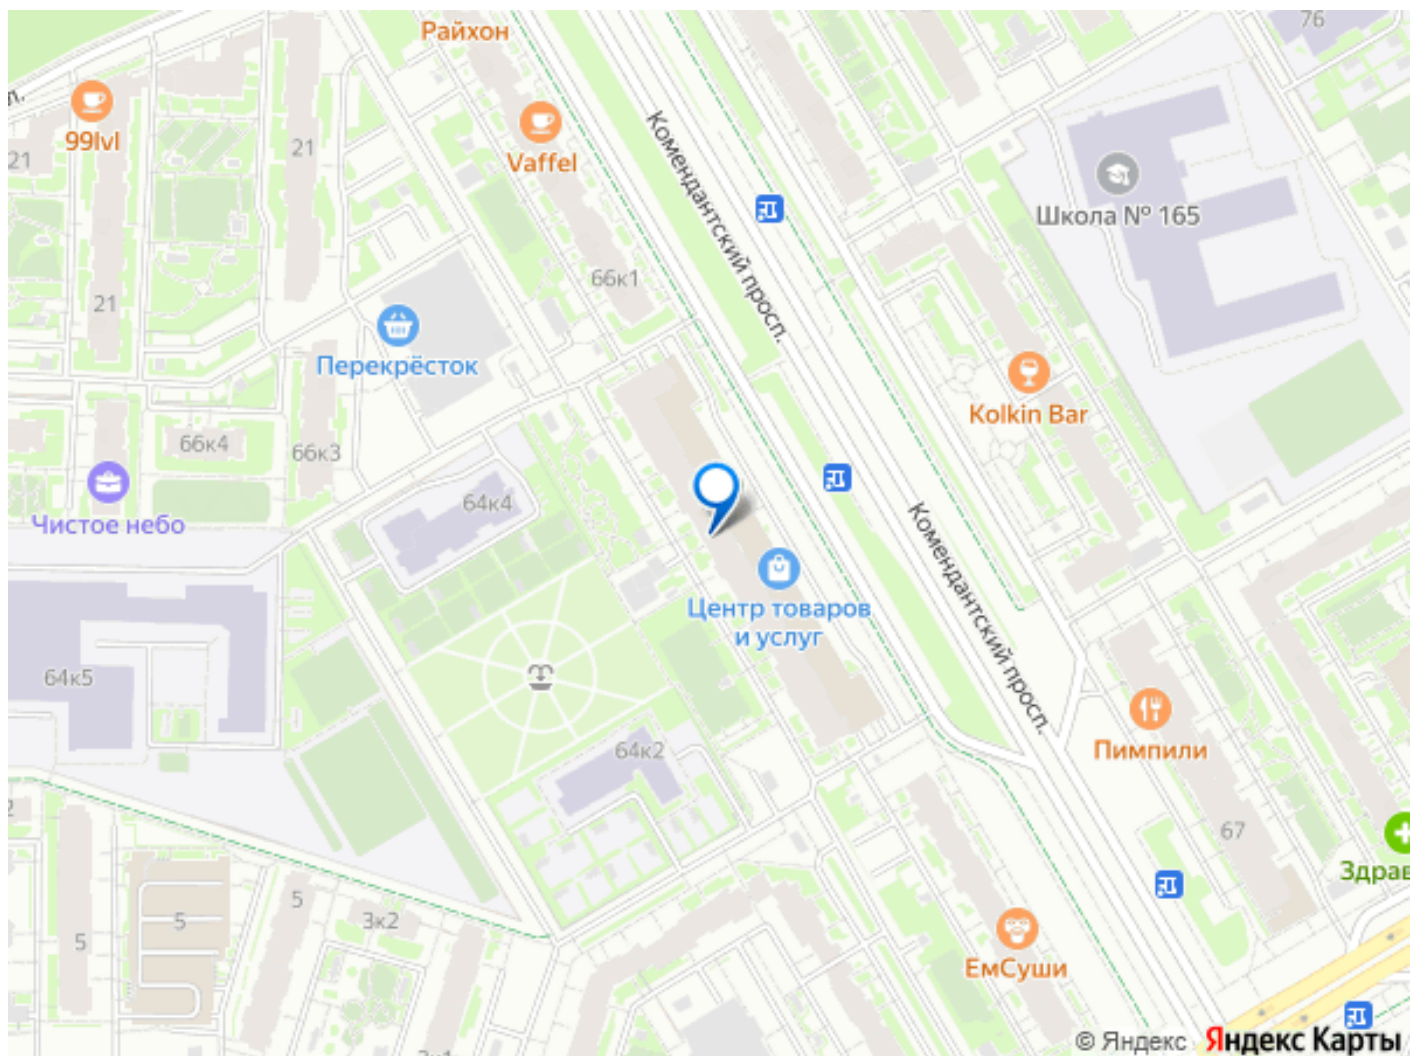 Райхон
76
99lvl
21
21
Vaffel
Комендантский просп.
Школа № 165
66к1
21
Перекрёсток
Kolkin Bar
66к4
66к3
64к4
Чистое небо
Комендантский просп.
Центр товаров
и услуг
64к5
64к2
Пимпили
67
Здрав
5
3к2
5
5
ЕмСуши
© Яндекс Яндекс Карты